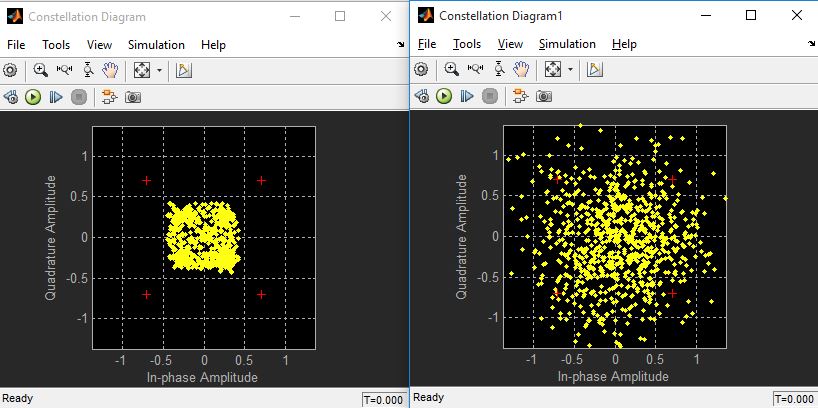 Constellation Diagram
File Tools View Simulation Help
1
0.5
0
-0.5
-1
Quadrature Amplitude
-1 -0.5 0 0.5 1
In-phase Amplitude
Ready T=0.000
Constellation Diagram1
File Tools View Simulation Help
1
0.5
0
-0.5
-1
Quadrature Amplitude
-1 -0.5 0 0.5 1
In-phase Amplitude
Ready T=0.000